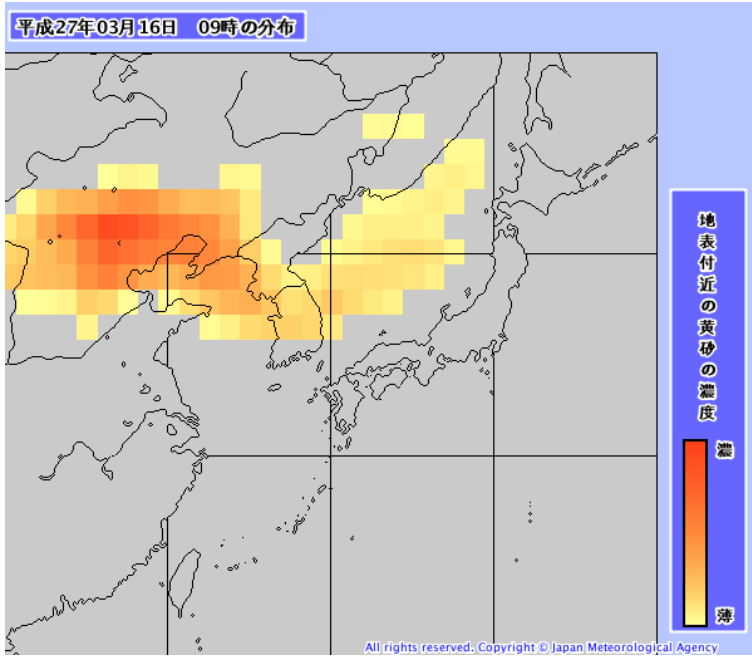 平成27年03月16日　09時の分布
地表付近の黄砂の濃度
濃
薄
All rights reserved. Copyright © Japan Meteorological Agency